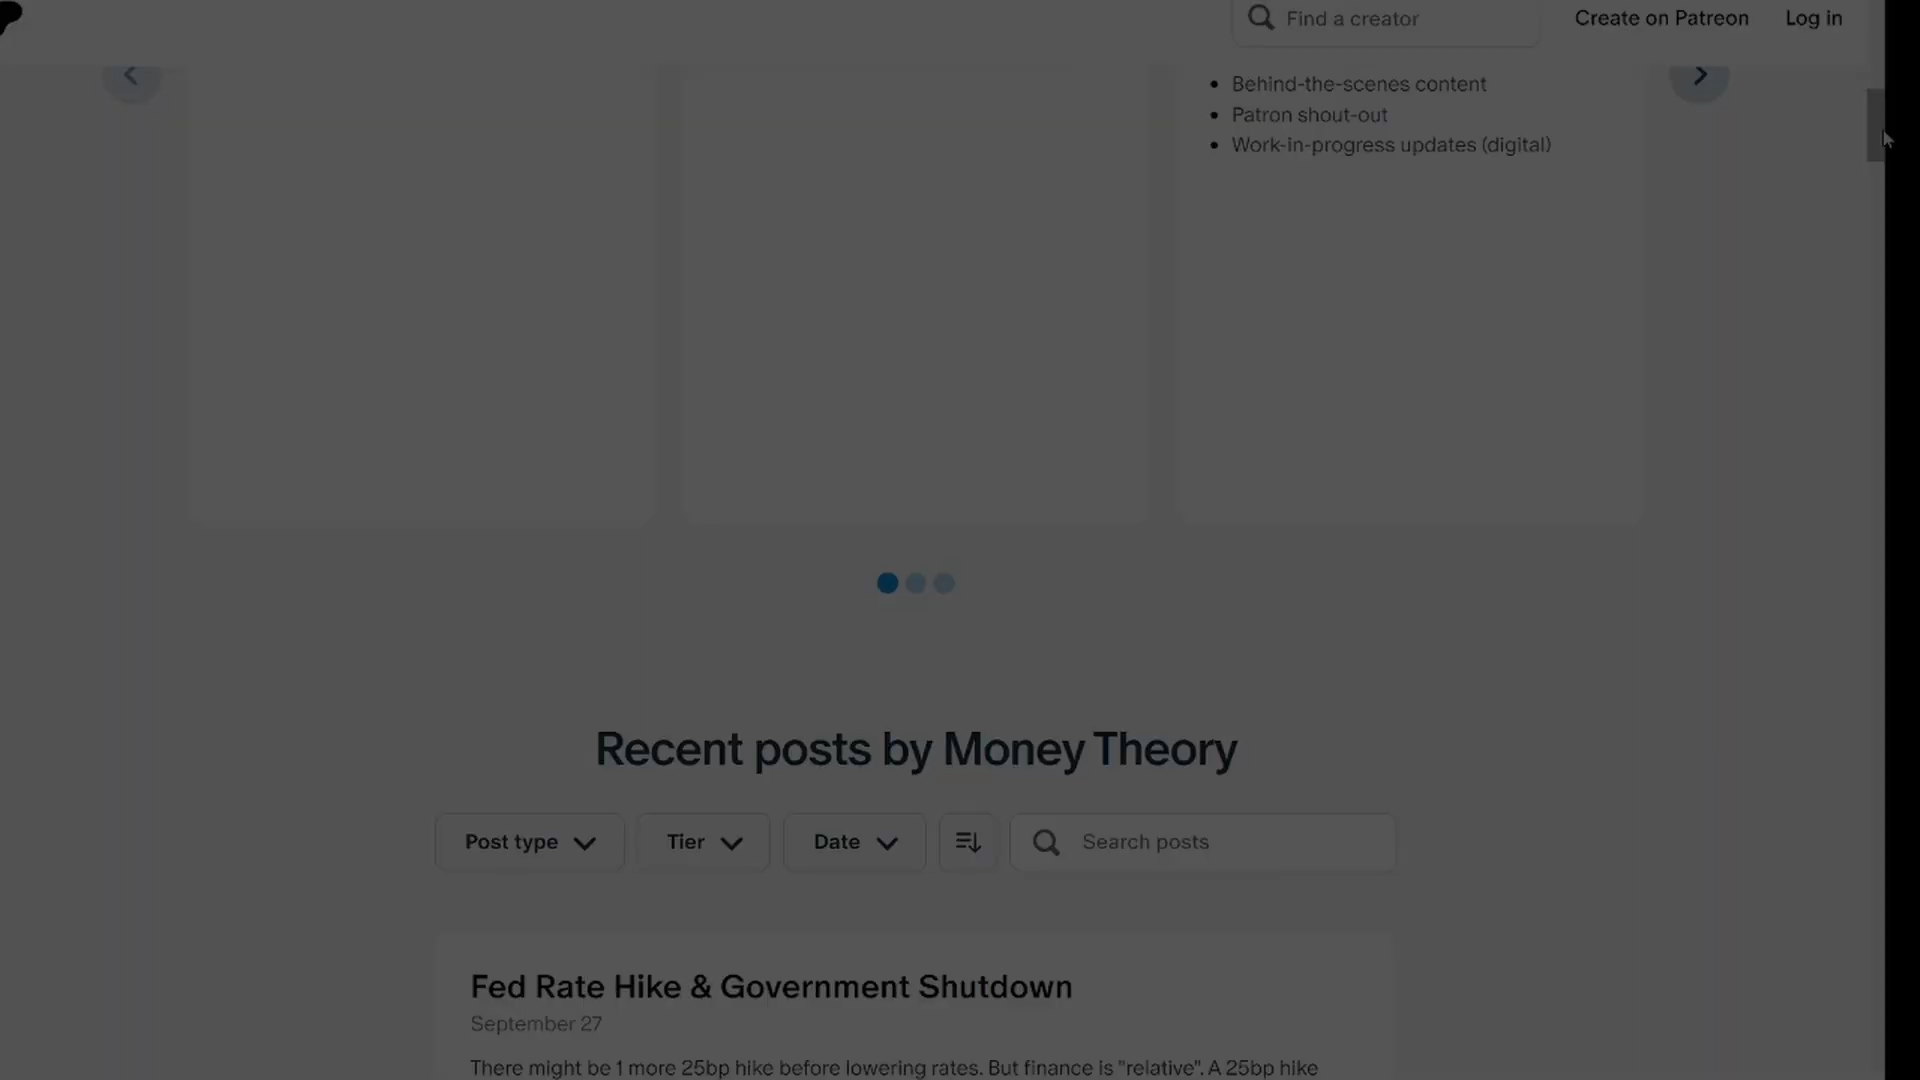 Find a creator
Create on Patreon
Log in
Behind-the-scenes content
Patron shout-out
Work-in-progress updates (digital)
Recent posts by Money Theory
Post type
Tier
Date
Search posts
Fed Rate Hike & Government Shutdown
September 27
There might be 1 more 25bp hike before lowering rates. But finance is "relative". A 25bp hike